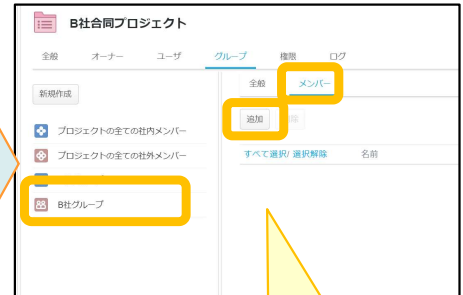 B社合同プロジェクト
全般 オーナー ユーザ グループ 権限 ログ
新規作成
全般 メンバー
追加
プロジェクトの全ての社内メンバー
すべて選択/ 選択解除 名前
プロジェクトの全ての社外メンバー
B社グループ